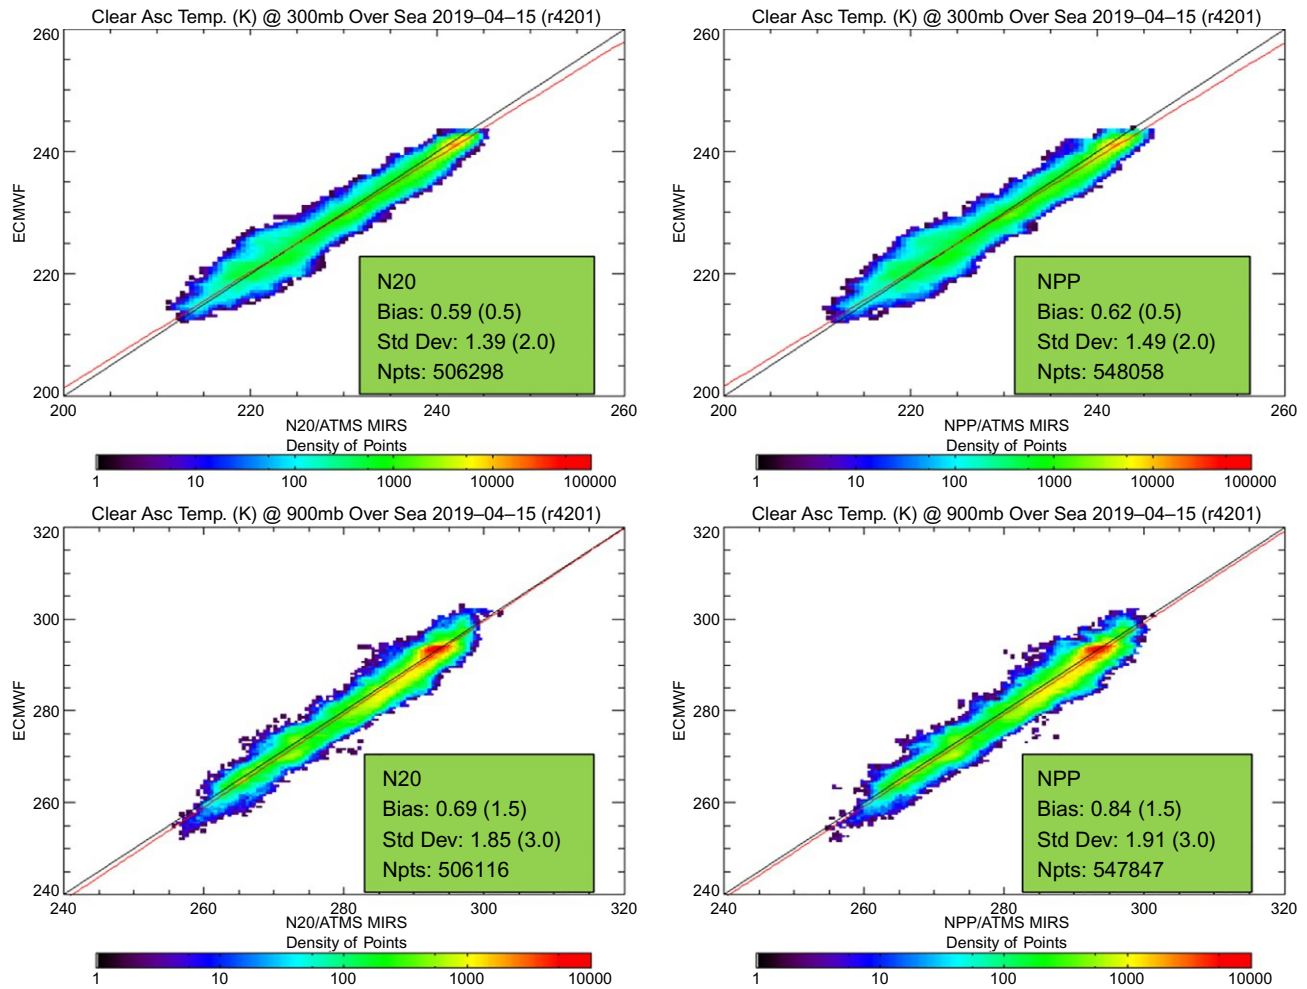 Clear Asc Temp. (K) @ 300mb Over Sea 2019–04–15 (r4201)
260
240
220
200
ECMWF
N20
Bias: 0.59 (0.5)
Std Dev: 1.39 (2.0)
Npts: 506298
200 220 240 260
N20/ATMS MIRS
Density of Points
1 10 100 1000 10000 100000
Clear Asc Temp. (K) @ 300mb Over Sea 2019–04–15 (r4201)
260
240
220
200
ECMWF
NPP
Bias: 0.62 (0.5)
Std Dev: 1.49 (2.0)
Npts: 548058
200 220 240 260
NPP/ATMS MIRS
Density of Points
1 10 100 1000 10000 100000
Clear Asc Temp. (K) @ 900mb Over Sea 2019–04–15 (r4201)
320
300
280
260
240
ECMWF
N20
Bias: 0.69 (1.5)
Std Dev: 1.85 (3.0)
Npts: 506116
240 260 280 300 320
N20/ATMS MIRS
Density of Points
1 10 100 1000 10000
Clear Asc Temp. (K) @ 900mb Over Sea 2019–04–15 (r4201)
320
300
280
260
240
ECMWF
NPP
Bias: 0.84 (1.5)
Std Dev: 1.91 (3.0)
Npts: 547847
240 260 280 300 320
NPP/ATMS MIRS
Density of Points
1 10 100 1000 10000